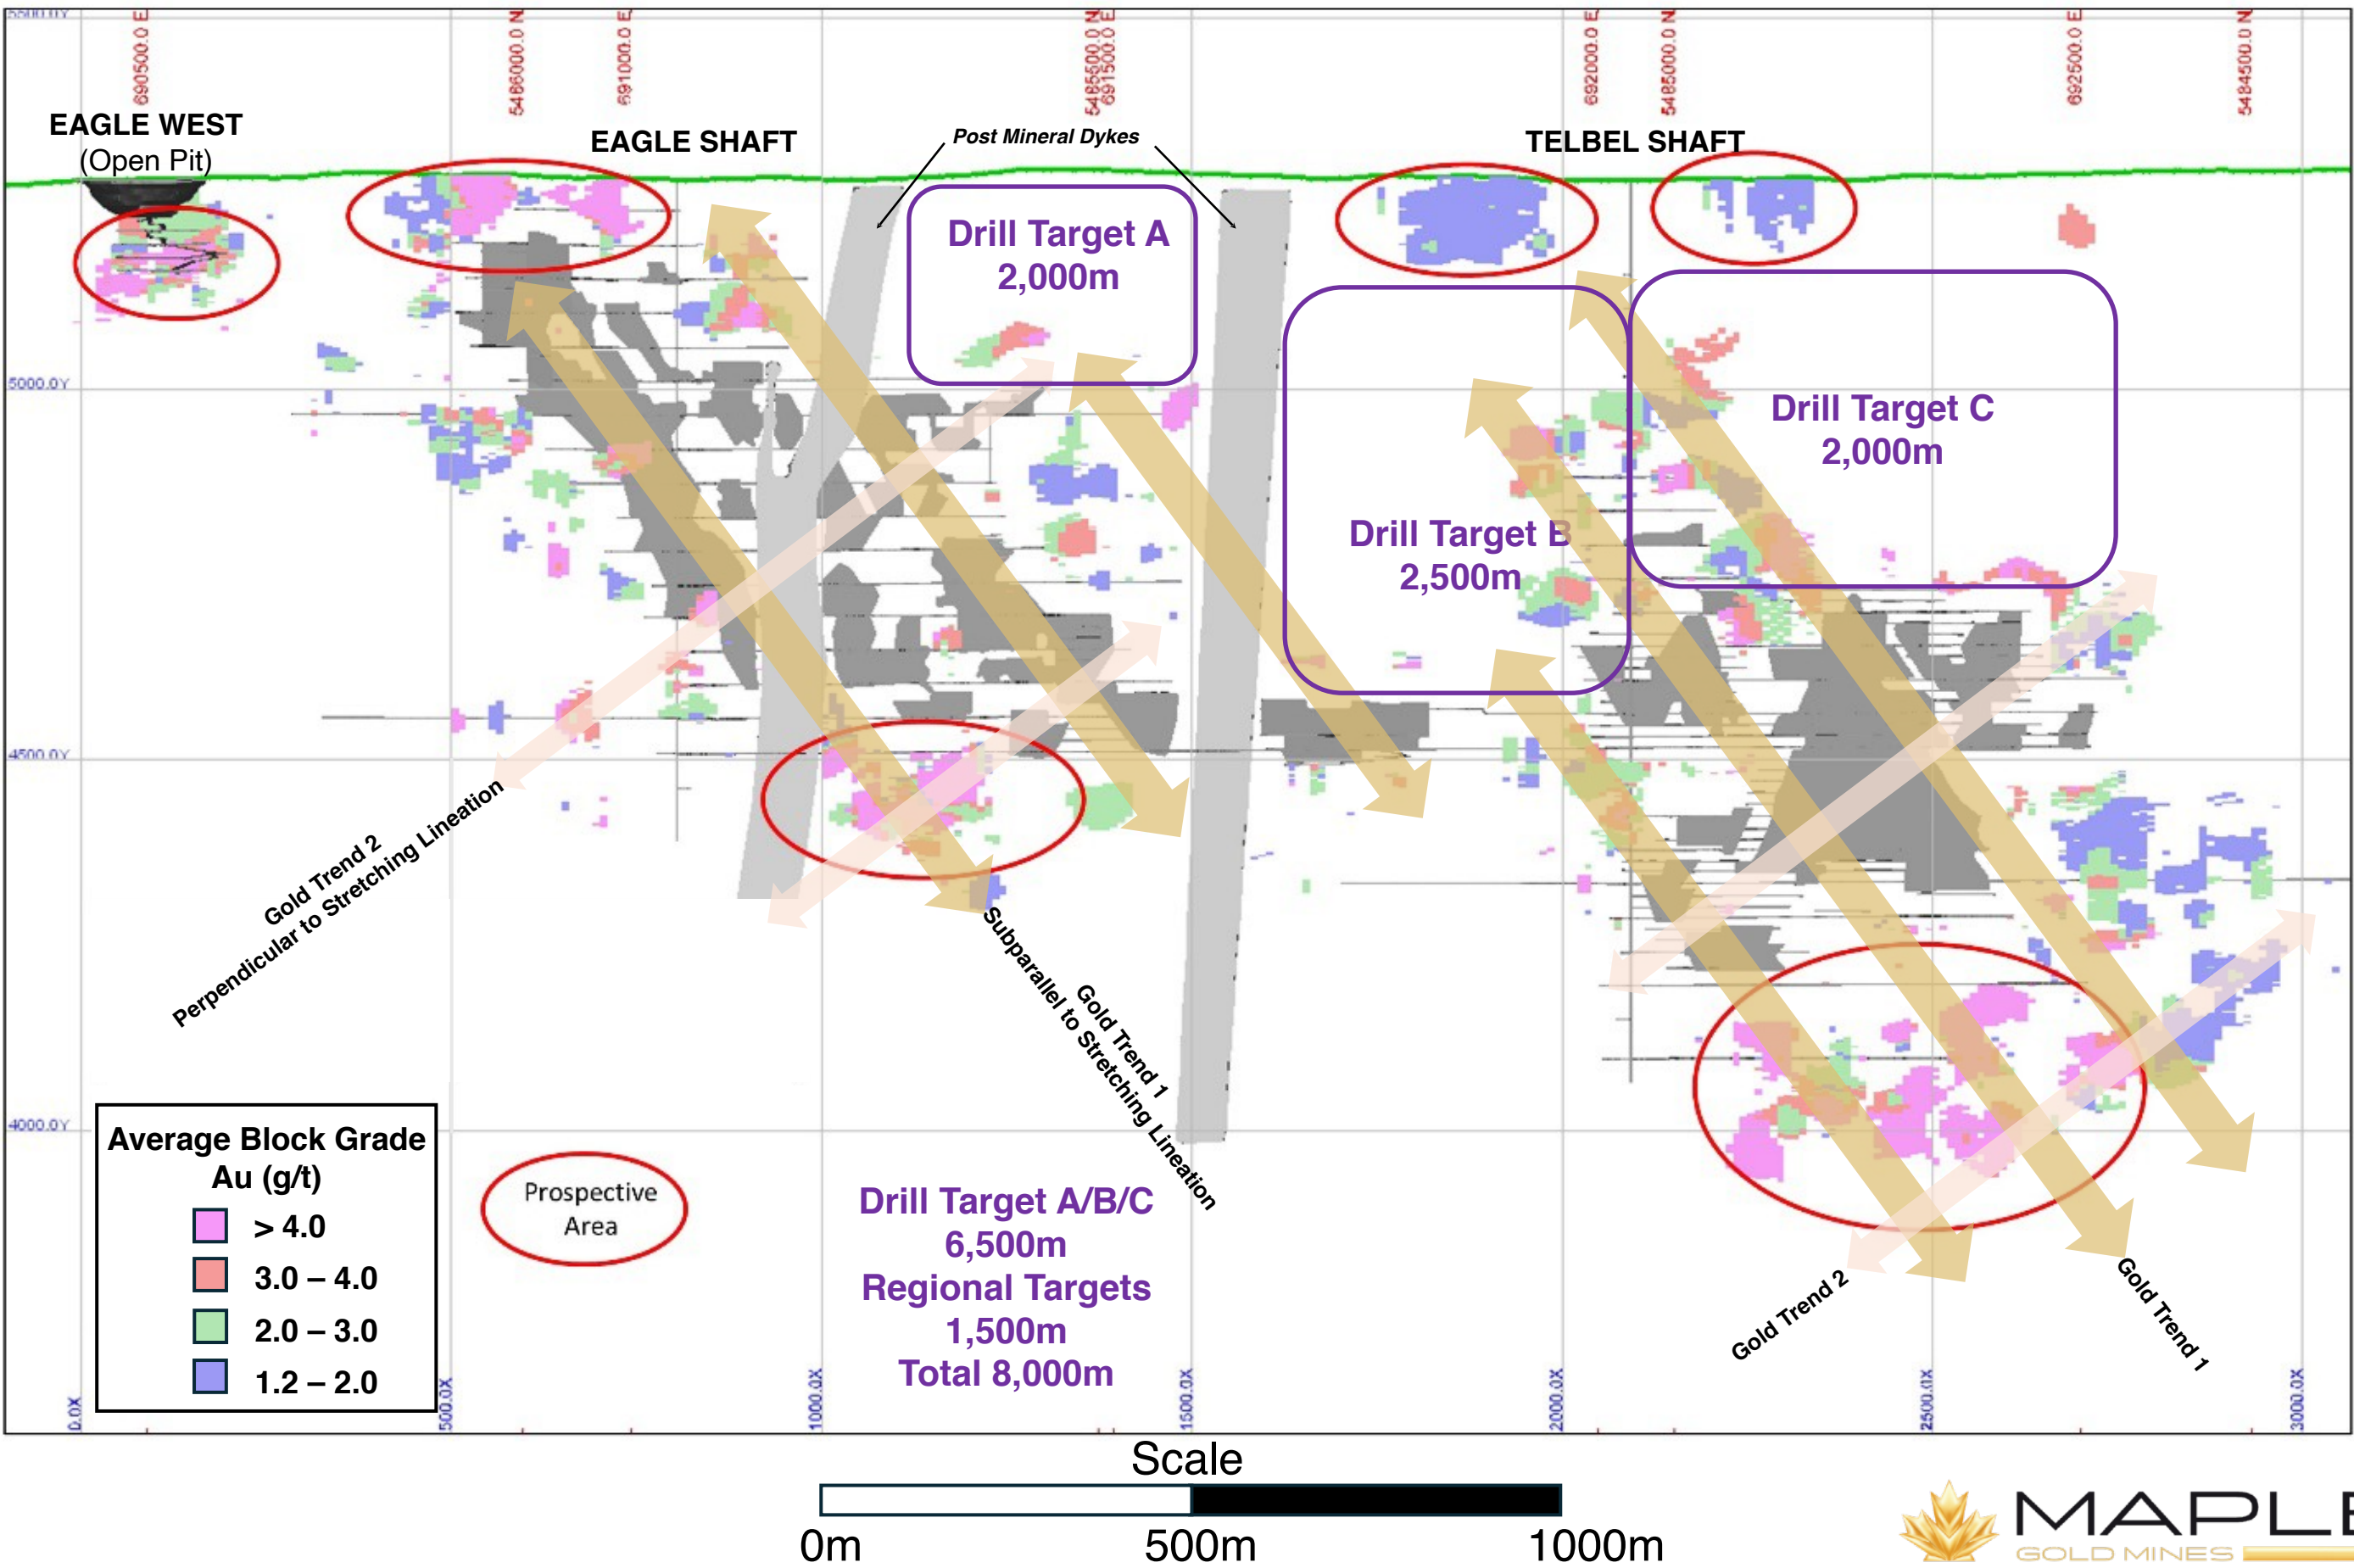 5500.0Y
690500.0 E
5486000.0 N
691000.0 E
5485500.0 N
691500.0 E
692000.0 E
5485000.0 N
692500.0 E
5484500.0 N
EAGLE WEST
(Open Pit)
EAGLE SHAFT
Post Mineral Dykes
TELBEL SHAFT
Drill Target A
2,000m
5000.0Y
Drill Target C
2,000m
Drill Target B
2,500m
4500.0Y
Gold Trend 2
Perpendicular to Stretching Lineation
Gold Trend 1
Subparallel to Stretching Lineation
4000.0Y
Average Block Grade
Au (g/t)
> 4.0
3.0 – 4.0
2.0 – 3.0
1.2 – 2.0
Prospective
Area
Drill Target A/B/C
6,500m
Regional Targets
1,500m
Total 8,000m
Gold Trend 2
Gold Trend 1
0.0X
500.0X
1000.0X
1500.0X
2000.0X
2500.0X
3000.0X
Scale
0m
500m
1000m
MAPLE
GOLD MINES